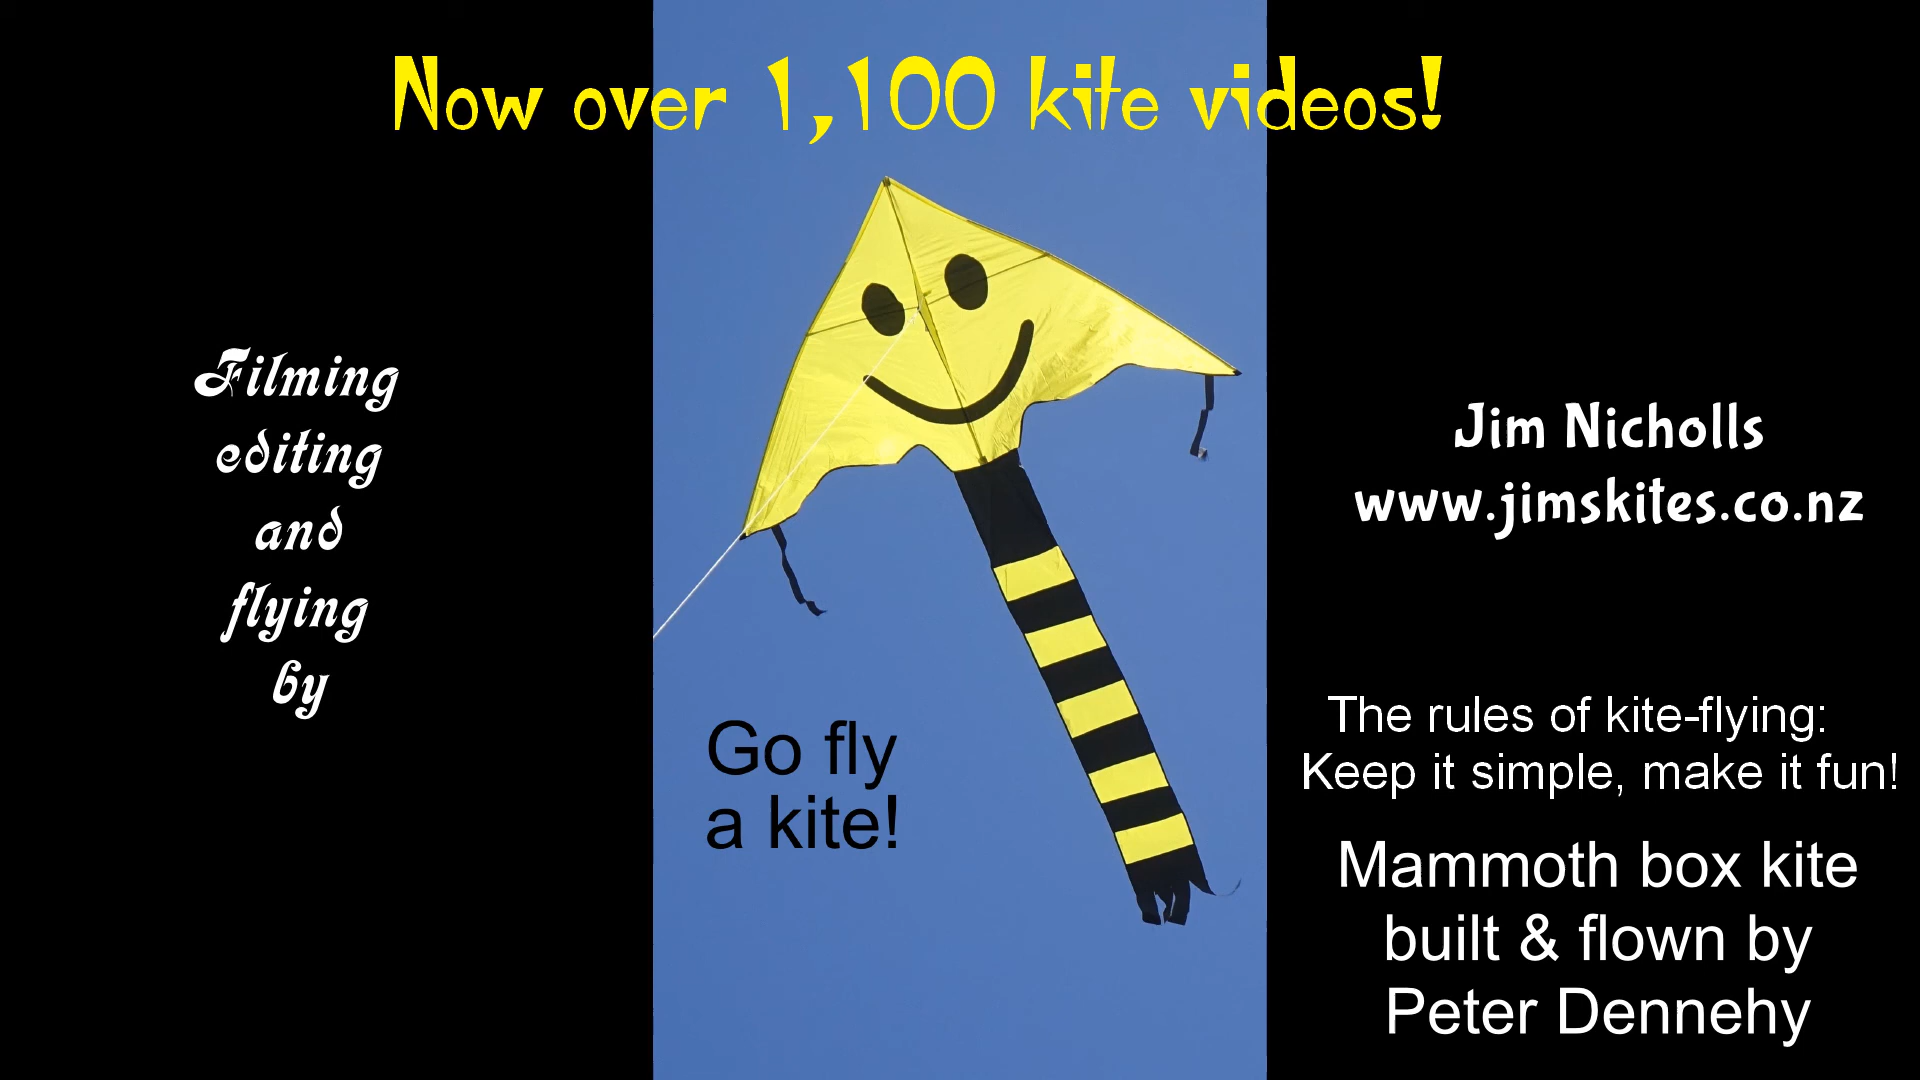 Now over 1,100 kite videos!
Filming
editing
and
flying
by
Jim Nicholls
www.jimskites.co.nz
Go fly
a kite!
The rules of kite-flying:
Keep it simple, make it fun!
Mammoth box kite
built & flown by
Peter Dennehy